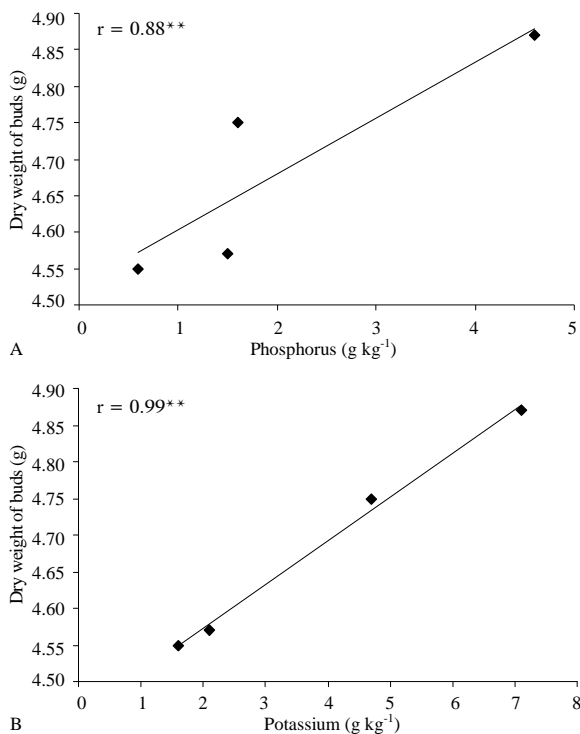 r = 0.88**
Dry weight of buds (g)
4.90
4.85
4.80
4.75
4.70
4.65
4.60
4.55
4.50
0 1 2 3 4 5
A
Phosphorus (g kg-1)
r = 0.99**
Dry weight of buds (g)
4.90
4.85
4.80
4.75
4.70
4.65
4.60
4.55
4.50
0 1 2 3 4 5 6 7 8
B
Potassium (g kg-1)